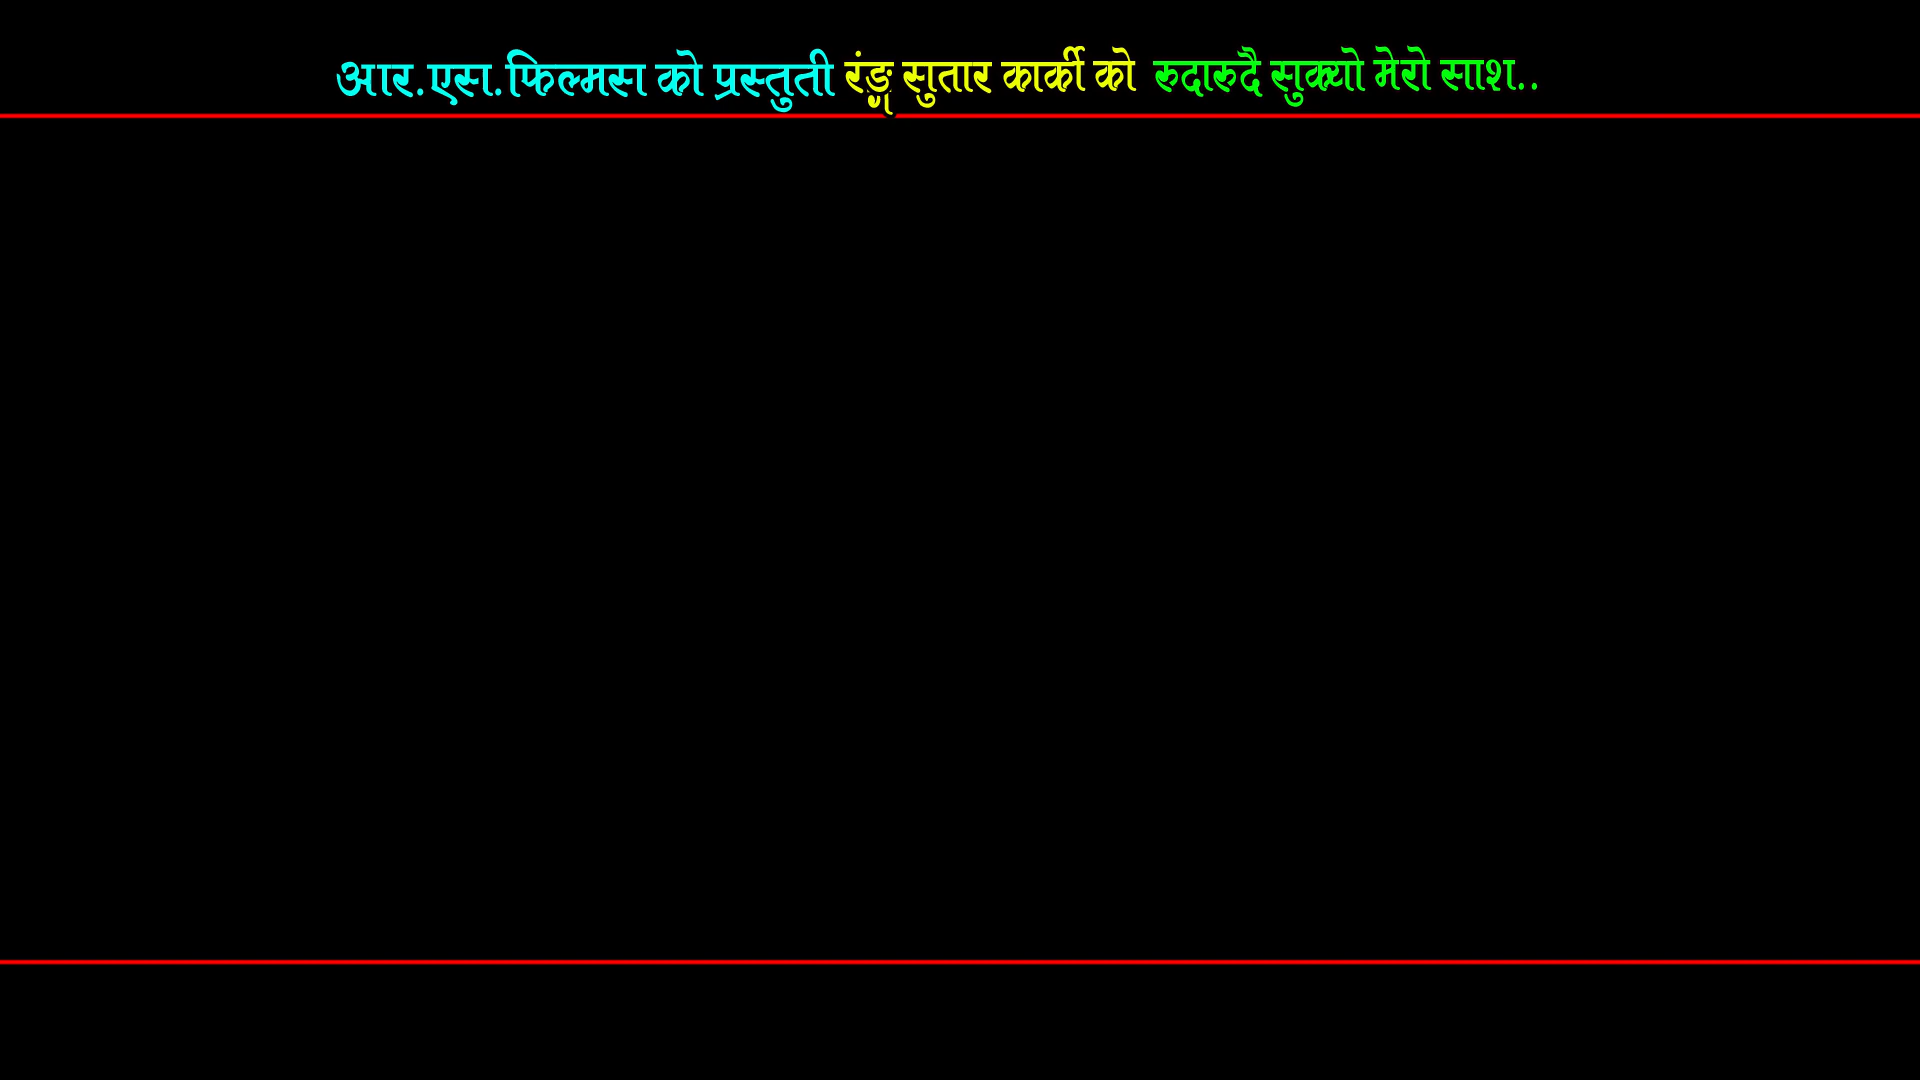 आर.एस.फिल्मस को प्रस्तुती रंङ्ग सुतार कार्की को रुदारुदै सुक्यो मेरो साश..